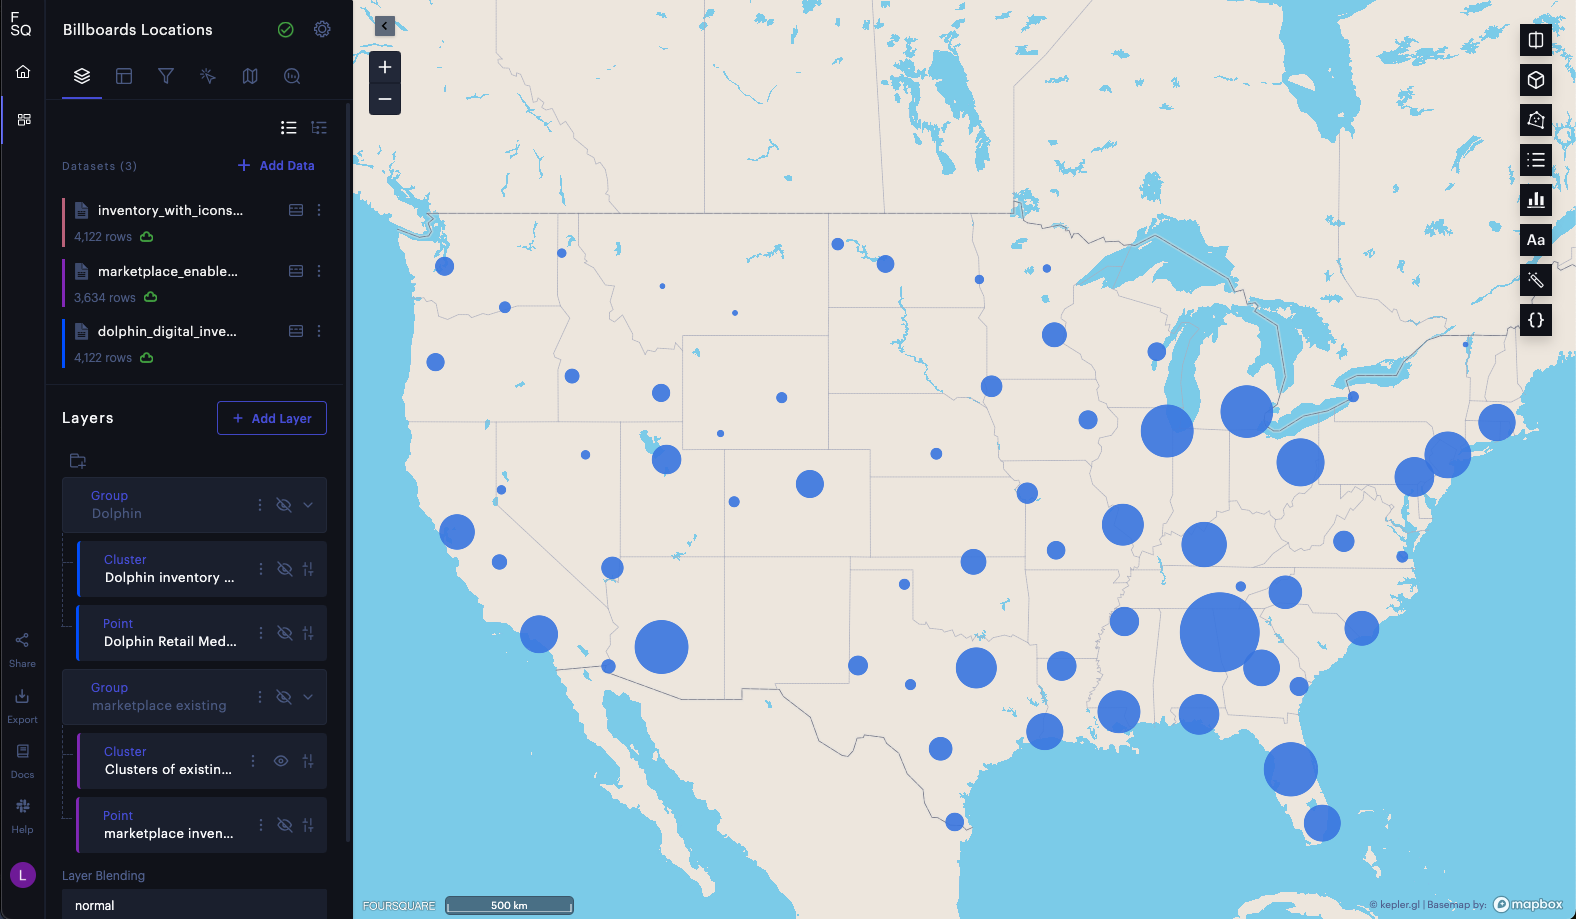 F
SQ
Billboards Locations
Datasets (3)
+ Add Data
inventory_with_icons...
4,122 rows
marketplace_enable...
3,634 rows
dolphin_digital_inve...
4,122 rows
Layers
+ Add Layer
Group
Dolphin
Cluster
Dolphin inventory ...
Point
Dolphin Retail Med...
Group
marketplace existing
Cluster
Clusters of existin...
Point
marketplace inven...
Layer Blending
normal
Share
Export
Docs
Help
L
<
+
−
Aa
{}
FOURSQUARE
500 km
© kepler.gl | Basemap by:
mapbox